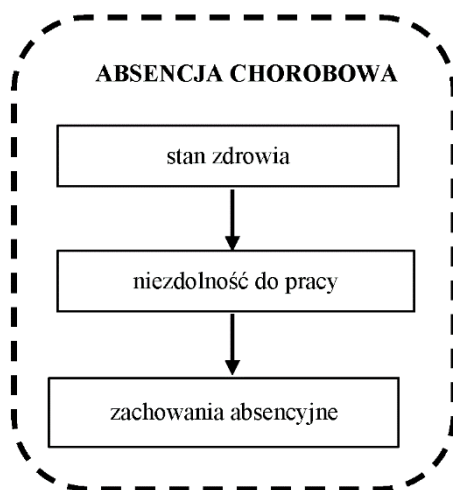 ABSENCJA CHOROBOWA
stan zdrowia
niezdolność do pracy
zachowania absencyjne